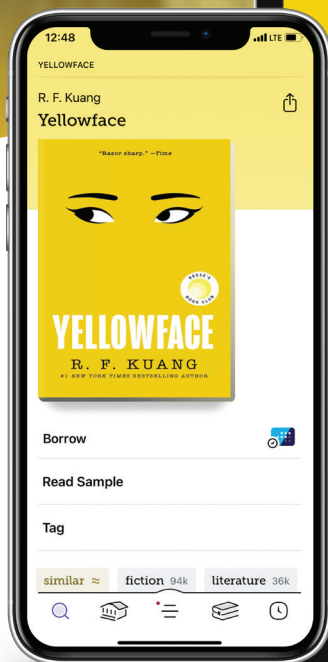 12:48
LTE
YELLOWFACE
R. F. Kuang
Yellowface
"Razor sharp." –Time
REESE'S
BOOK CLUB
YELLOWFACE
R. F. KUANG
#1 NEW YORK TIMES BESTSELLING AUTHOR
Borrow
Read Sample
Tag
similar ≈ fiction 94k literature 36k